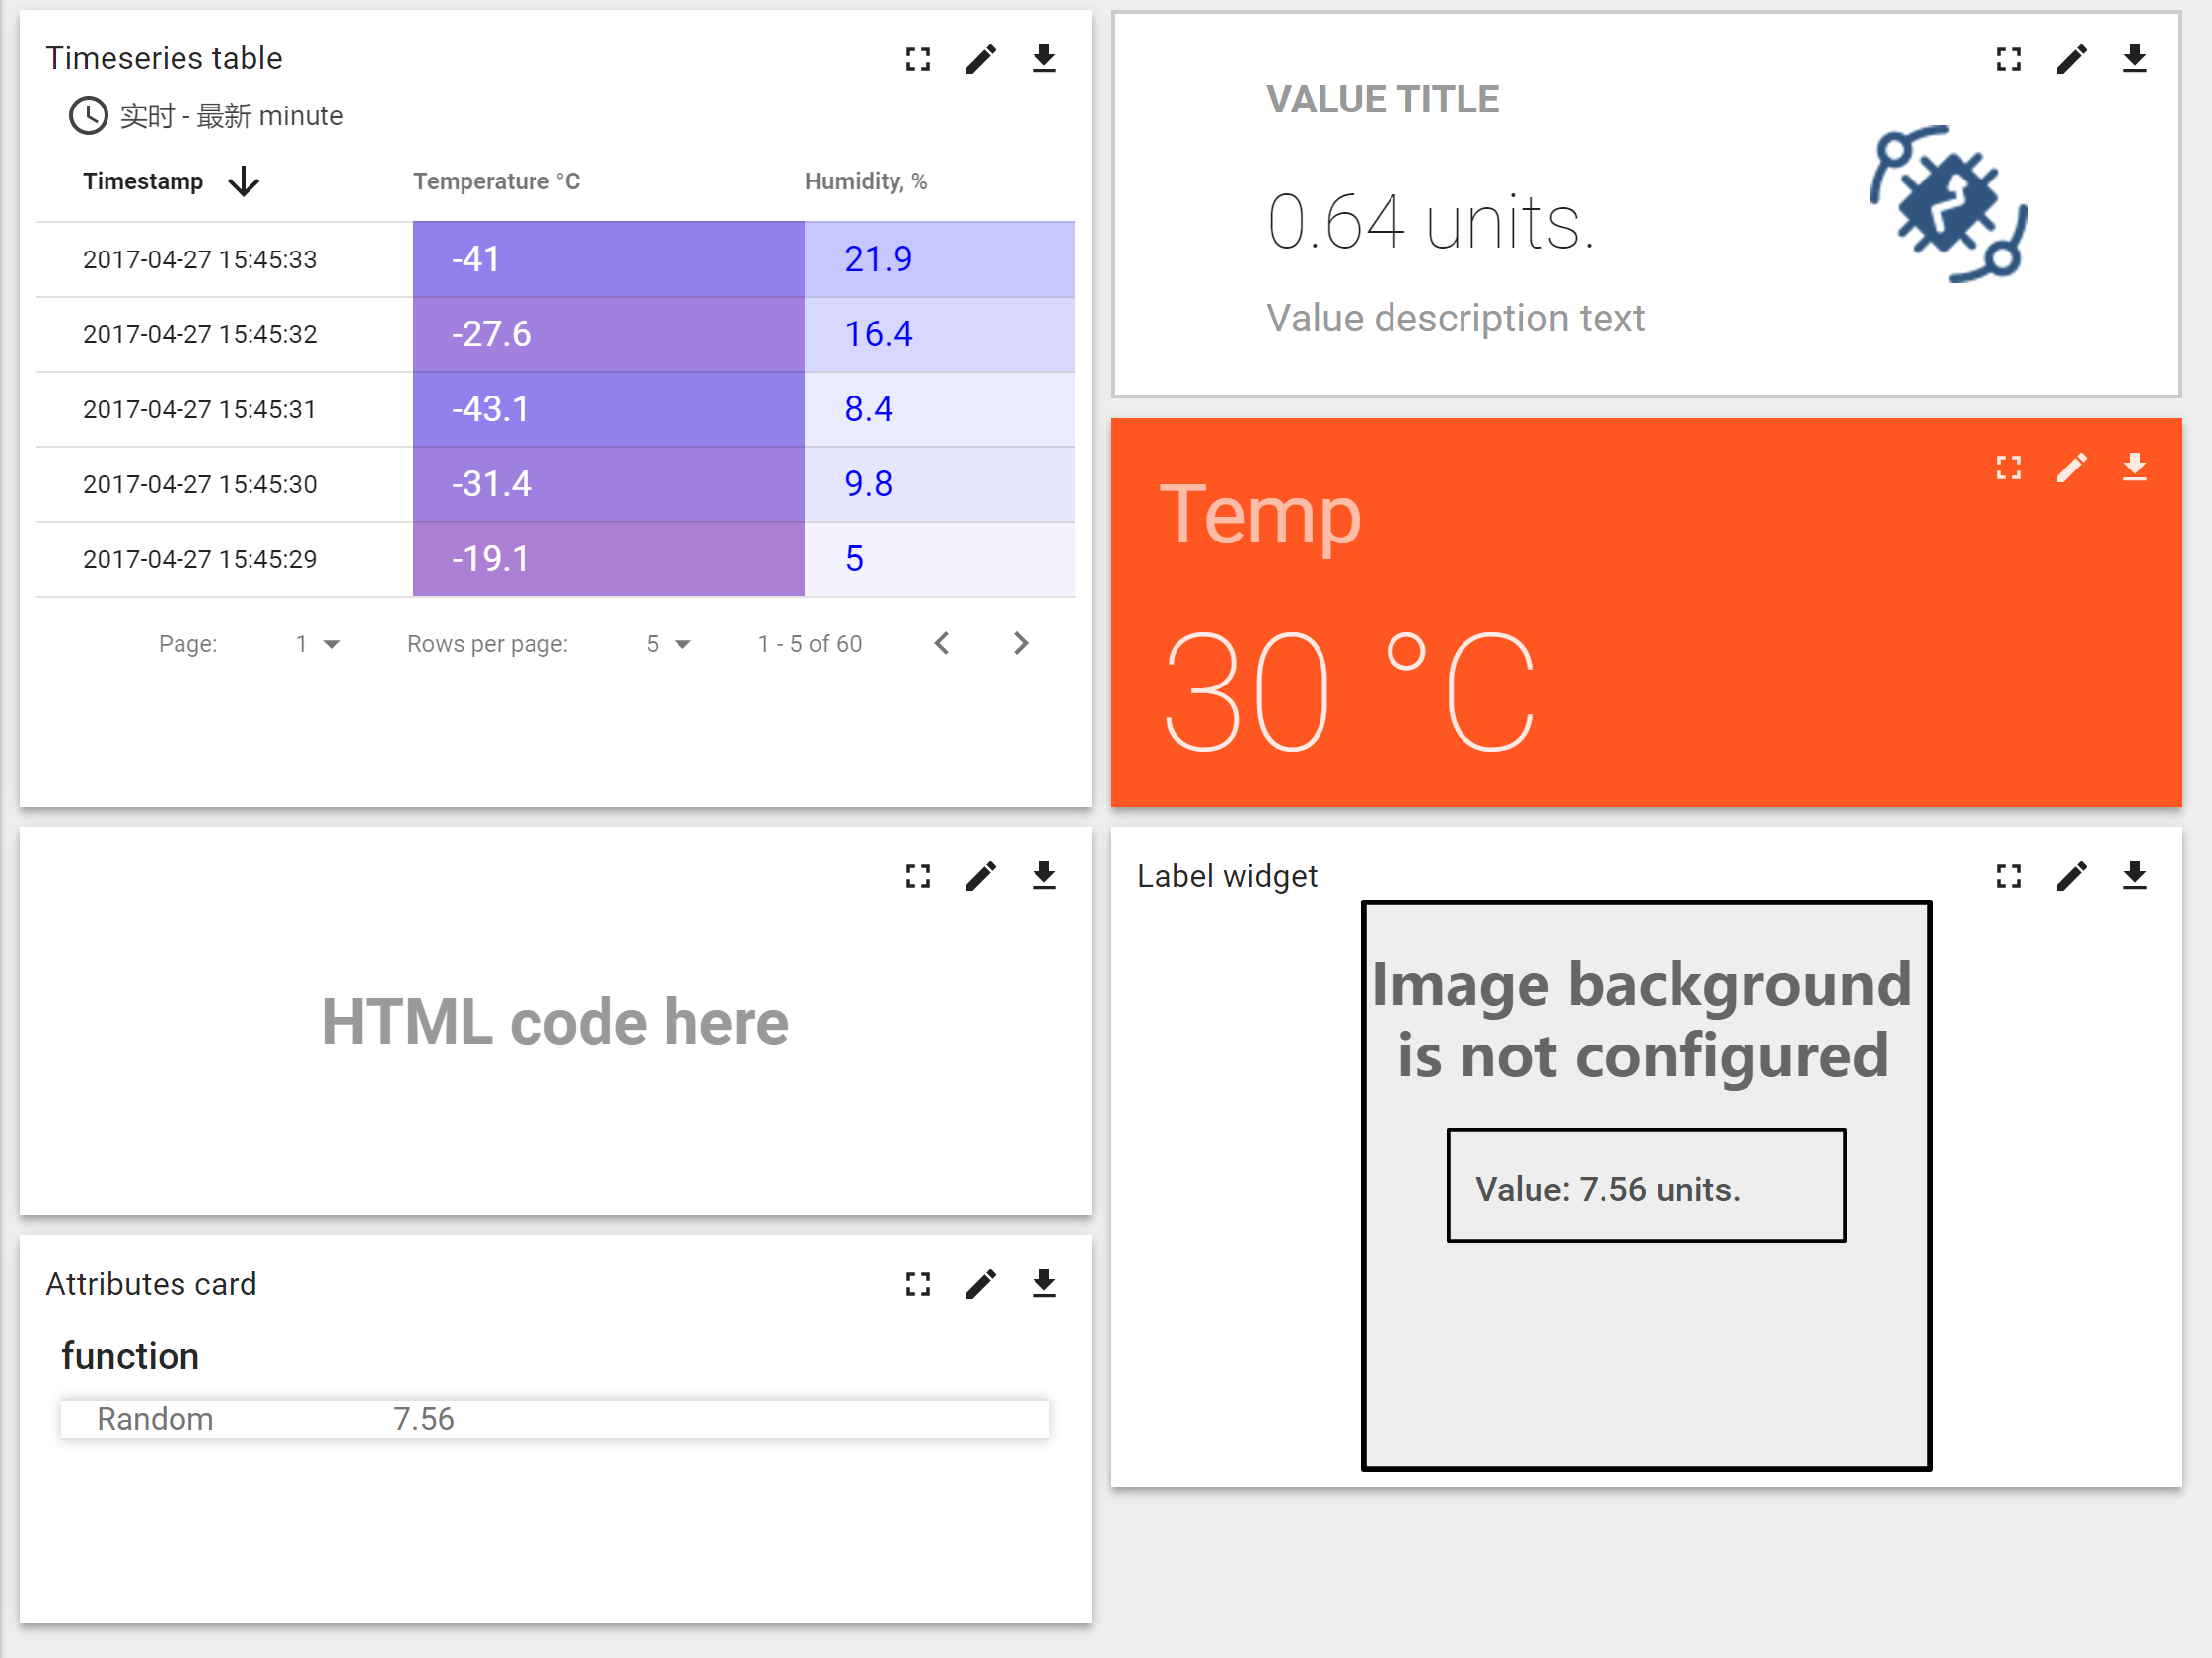 Timeseries table
实时 - 最新 minute
Timestamp Temperature °C Humidity, %
2017-04-27 15:45:33 -41 21.9
2017-04-27 15:45:32 -27.6 16.4
2017-04-27 15:45:31 -43.1 8.4
2017-04-27 15:45:30 -31.4 9.8
2017-04-27 15:45:29 -19.1 5
Page: 1 Rows per page: 5 1 - 5 of 60
VALUE TITLE
0.64 units.
Value description text
Temp
30 °C
HTML code here
Label widget
Image background
is not configured
Value: 7.56 units.
Attributes card
function
Random 7.56